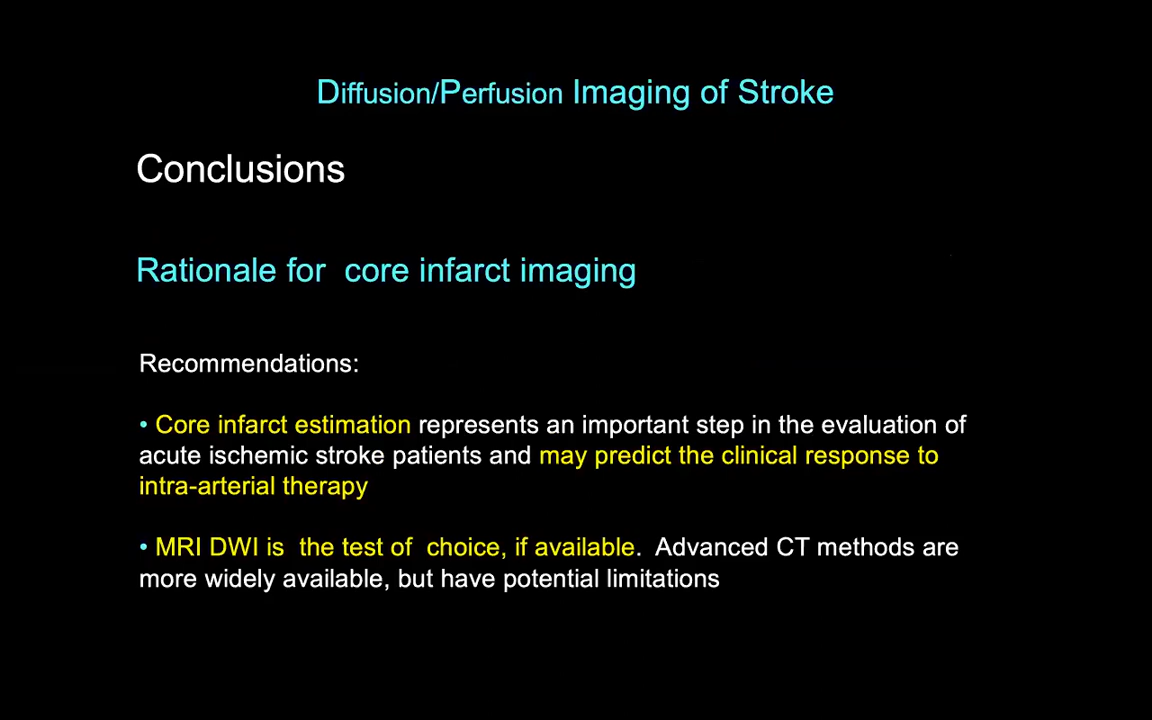 Diffusion/Perfusion Imaging of Stroke
Conclusions
Rationale for  core infarct imaging
Recommendations:
• Core infarct estimation represents an important step in the evaluation of
acute ischemic stroke patients and may predict the clinical response to
intra-arterial therapy
• MRI DWI is  the test of  choice, if available.  Advanced CT methods are
more widely available, but have potential limitations